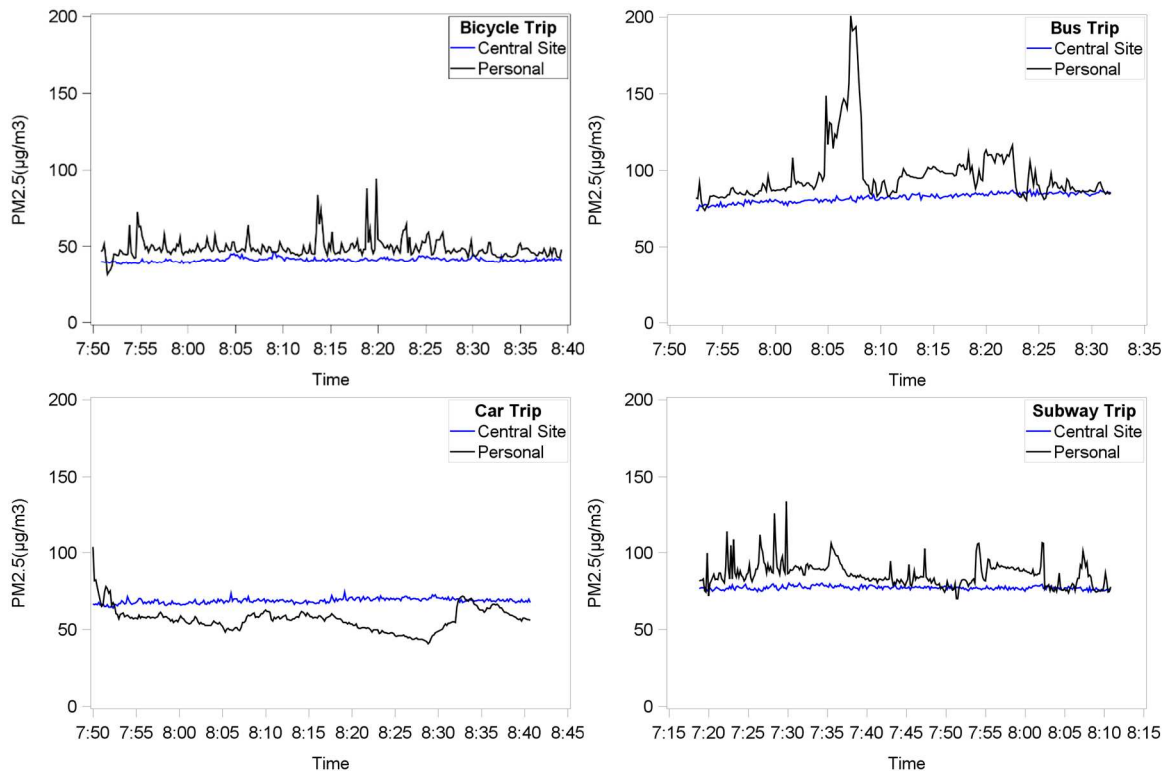 200
150
100
50
0
PM2.5(µg/m3)
Bicycle Trip
Central Site
Personal
7:50 7:55 8:00 8:05 8:10 8:15 8:20 8:25 8:30 8:35 8:40
Time
200
150
100
50
0
PM2.5(µg/m3)
Bus Trip
Central Site
Personal
7:50 7:55 8:00 8:05 8:10 8:15 8:20 8:25 8:30 8:35
Time
200
150
100
50
0
PM2.5(µg/m3)
Car Trip
Central Site
Personal
7:50 7:55 8:00 8:05 8:10 8:15 8:20 8:25 8:30 8:35 8:40 8:45
Time
200
150
100
50
0
PM2.5(µg/m3)
Subway Trip
Central Site
Personal
7:15 7:20 7:25 7:30 7:35 7:40 7:45 7:50 7:55 8:00 8:05 8:10 8:15
Time